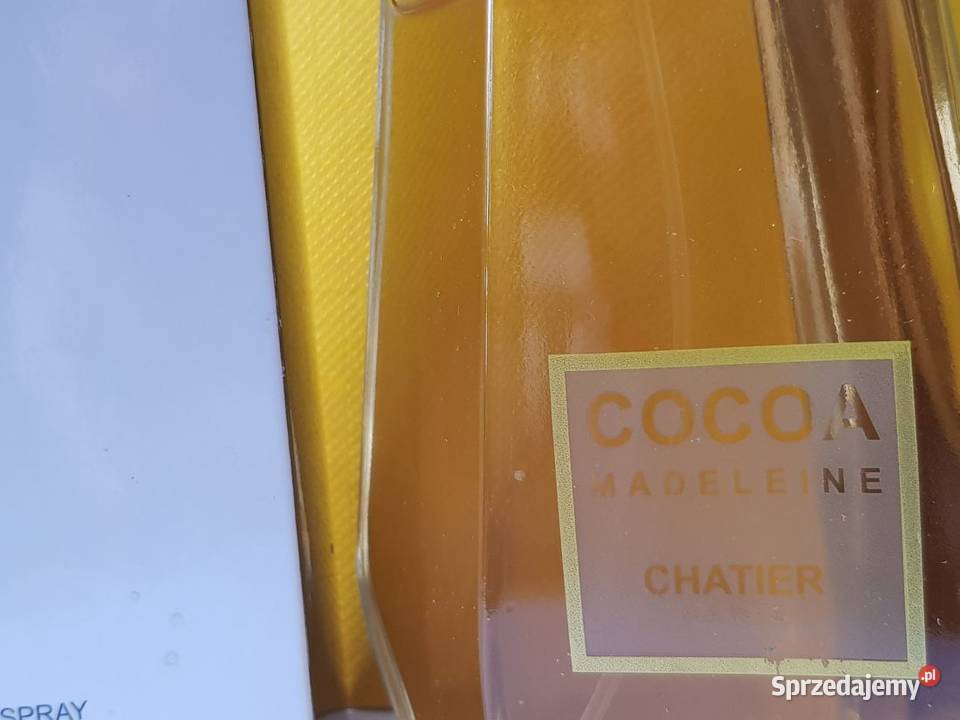 COCOA
MADELEINE
CHATIER
SPRAY
Sprzedajemy.pl